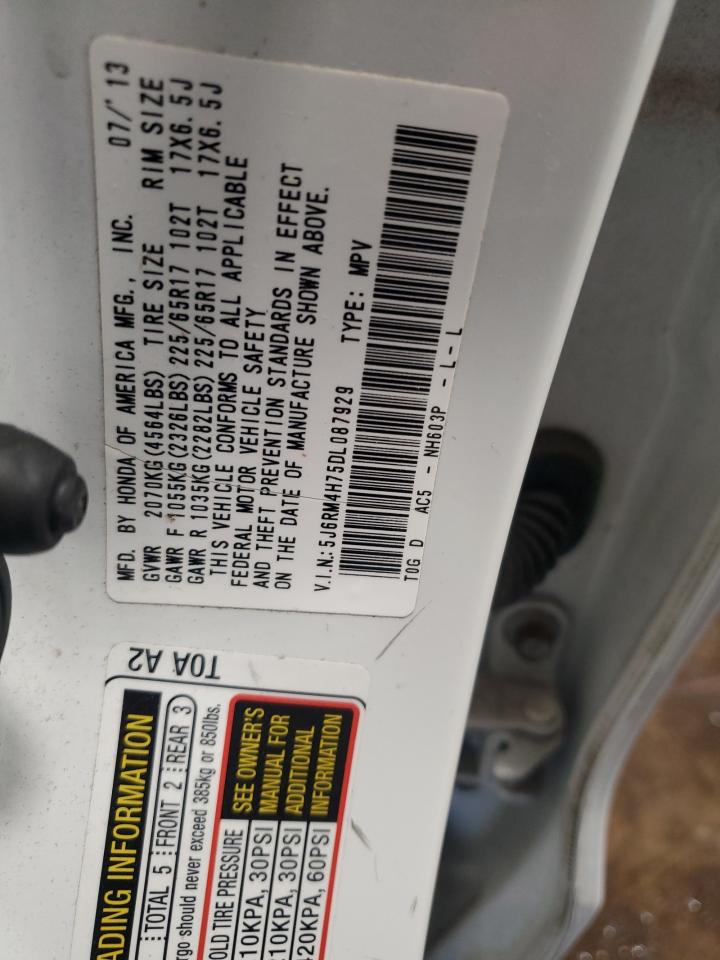 MFD. BY HONDA OF AMERICA MFG., INC. 07/'13
GVWR 2070KG(4564LBS) TIRE SIZE RIM SIZE
GAWR F 1055KG(2326LBS) 225/65R17 102T 17X6.5J
GAWR R 1035KG(2282LBS) 225/65R17 102T 17X6.5J
THIS VEHICLE CONFORMS TO ALL APPLICABLE
FEDERAL MOTOR VEHICLE SAFETY
AND THEFT PREVENTION STANDARDS IN EFFECT
ON THE DATE OF MANUFACTURE SHOWN ABOVE.
V.I.N.: 5J6RM4H75DL087929 TYPE: MPV
T0G D AC5 - NH603P - L-L
T0A A2
ADING INFORMATION
TOTAL 5 FRONT 2 REAR 3
rgo should never exceed 385kg or 850lbs.
OLD TIRE PRESSURE
10KPA, 30PSI
10KPA, 30PSI
420KPA, 60PSI
SEE OWNER'S
MANUAL FOR
ADDITIONAL
INFORMATION